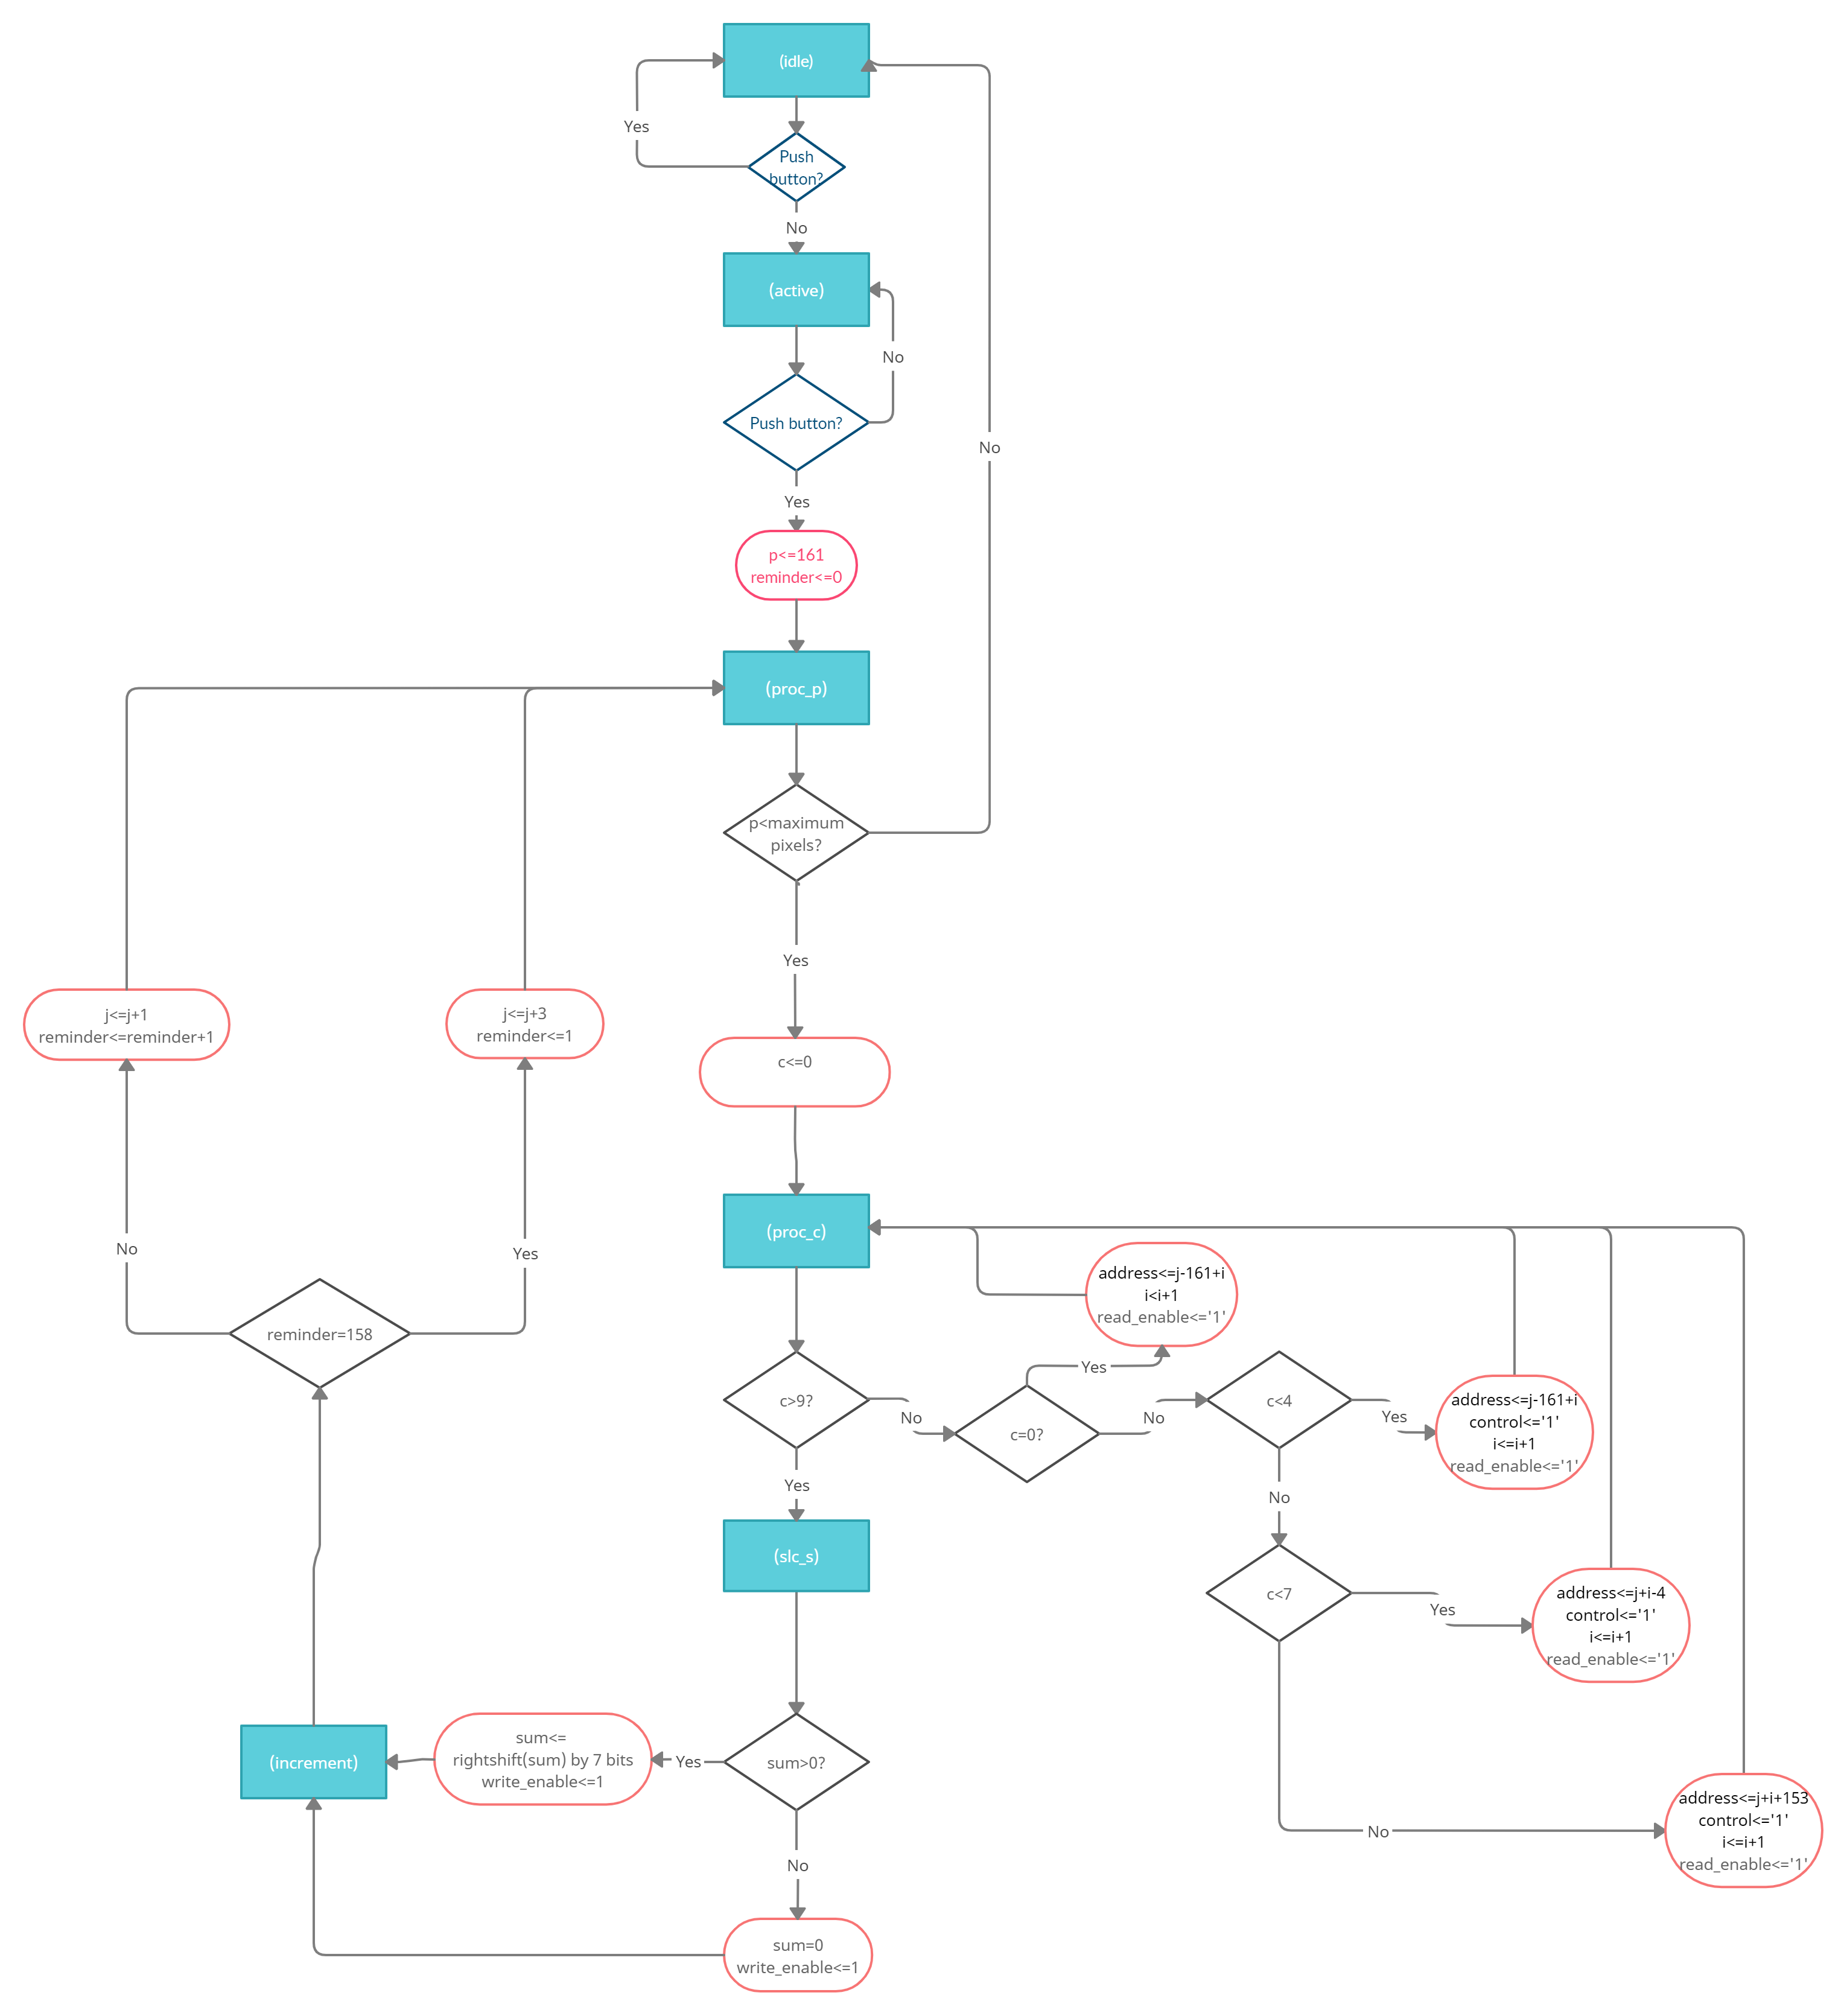 (idle)
Yes
Push
button?
No
(active)
No
Push button?
No
Yes
p<=161
reminder<=0
(proc_p)
p<maximum
pixels?
Yes
j<=j+1
reminder<=reminder+1
j<=j+3
reminder<=1
c<=0
(proc_c)
No
Yes
address<=j-161+i
i<i+1
read_enable<='1'
reminder=158
Yes
c>9?
No
c=0?
No
c<4
Yes
address<=j-161+i
control<='1'
i<=i+1
read_enable<='1'
Yes
No
(slc_s)
c<7
Yes
address<=j+i-4
control<='1'
i<=i+1
read_enable<='1'
(increment)
sum<=
rightshift(sum) by 7 bits
write_enable<=1
Yes
sum>0?
No
No
address<=j+i+153
control<='1'
i<=i+1
read_enable<='1'
sum=0
write_enable<=1